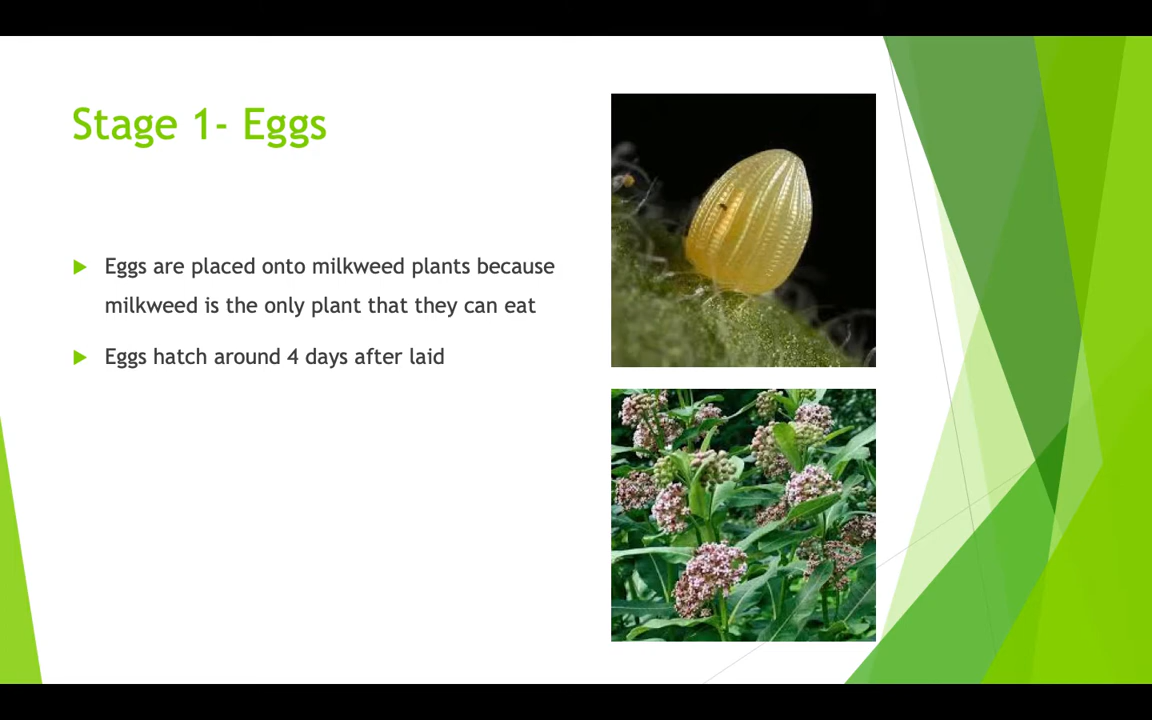 Stage 1- Eggs
Eggs are placed onto milkweed plants because
milkweed is the only plant that they can eat
Eggs hatch around 4 days after laid